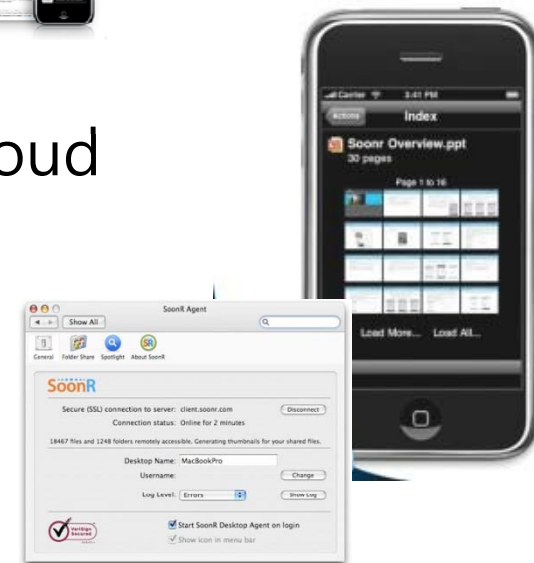 oud
Carrier 3:41 PM
Actions Index
Soonr Overview.ppt
30 pages
Page 1 to 16
Load More... Load All...
SoonR Agent
Show All
General Folder Share Spotlight About SoonR
SoonR
Secure (SSL) connection to server: client.soonr.com Disconnect
Connection status: Online for 2 minutes
18467 files and 1248 folders remotely accessible. Generating thumbnails for your shared files.
Desktop Name: MacBookPro
Username: Change
Log Level: Errors Show Log
VeriSign Secured
Start SoonR Desktop Agent on login
Show icon in menu bar